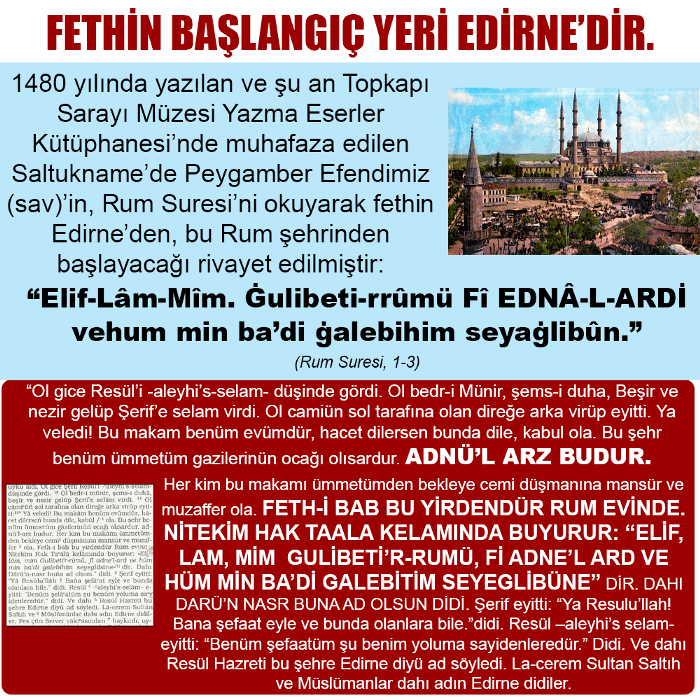 FETHİN BAŞLANGIÇ YERİ EDİRNE'DİR.
1480 yılında yazılan ve şu an Topkapı
Sarayı Müzesi Yazma Eserler
Kütüphanesi'nde muhafaza edilen
Saltukname'de Peygamber Efendimiz
(sav)'in, Rum Suresi'ni okuyarak fethin
Edirne'den, bu Rum şehrinden
başlayacağı rivayet edilmiştir:
“Elif-Lâm-Mîm. Ġulibeti-rrûmü Fî EDNÂ-L-ARDİ
vehum min ba’di ġalebihim seyaġlibûn.”
(Rum Suresi, 1-3)
“Ol gice Resül’i -aleyhi’s-selam- düşinde gördi. Ol bedr-i Münir, şems-i duha, Beşir ve
nezir gelüp Şerif’e selam virdi. Ol camiün sol tarafına olan direğe arka virüp eyitti. Ya
veledi! Bu makam benüm evümdür, hacet dilersen bunda dile, kabul ola. Bu şehr
benüm ümmetüm gazilerinün ocağı olısardur. ADNÜ’L ARZ BUDUR.
Her kim bu makamı ümmetümden bekleye cemi düşmanına mansür ve
muzaffer ola. FETH-İ BAB BU YİRDENDÜR RUM EVİNDE.
NİTEKİM HAK TAALA KELAMINDA BUYIRUR: “ELİF,
LAM, MİM GULİBETİ’R-RUMÜ, Fİ ADNE’L ARD VE
HÜM MİN BA’Dİ GALEBİTİM SEYEGLİBÜNE” DİR. DAHI
DARÜ’N NASR BUNA AD OLSUN DİDİ. Şerif eyitti: “Ya Resulu’llah!
Bana şefaat eyle ve bunda olanlara bile.”didi. Resül –aleyhi’s selam-
eyitti: “Benüm şefaatüm şu benim yoluma sayidenleredür.” Didi. Ve dahı
Resül Hazreti bu şehre Edirne diyü ad söyledi. La-cerem Sultan Saltıh
ve Müslümanlar dahı adın Edirne didiler.